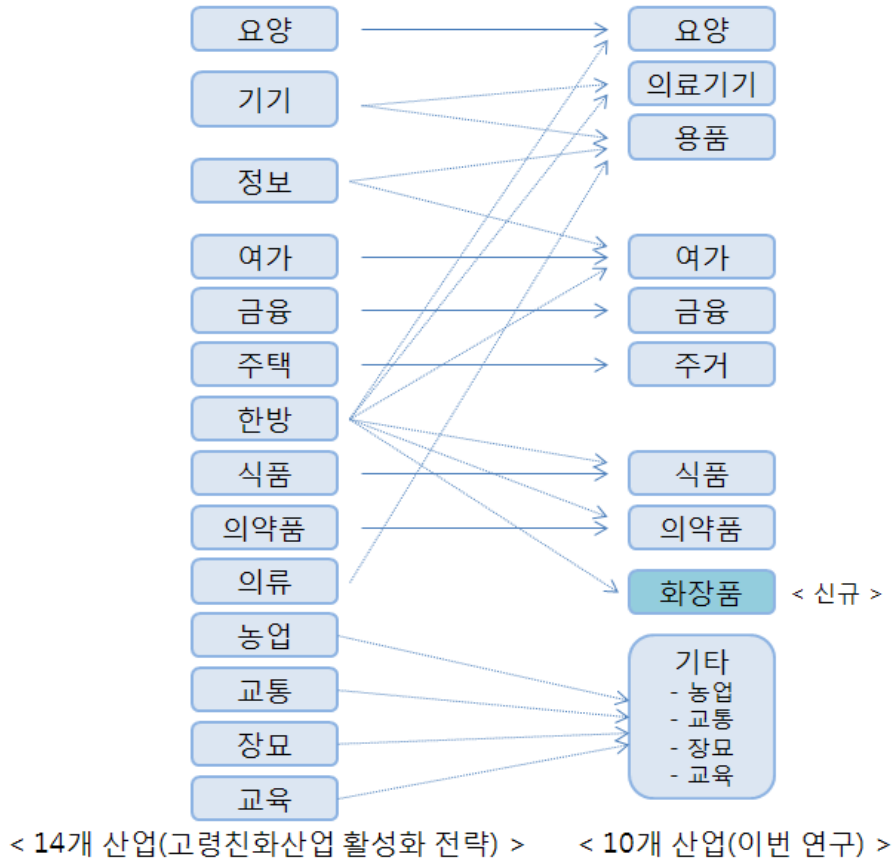 요양
기기
정보
여가
금융
주택
한방
식품
의약품
의류
농업
교통
장묘
교육
< 14개 산업(고령친화산업 활성화 전략) >
요양
의료기기
용품
여가
금융
주거
식품
의약품
화장품
< 신규 >
기타
- 농업
- 교통
- 장묘
- 교육
< 10개 산업(이번 연구) >